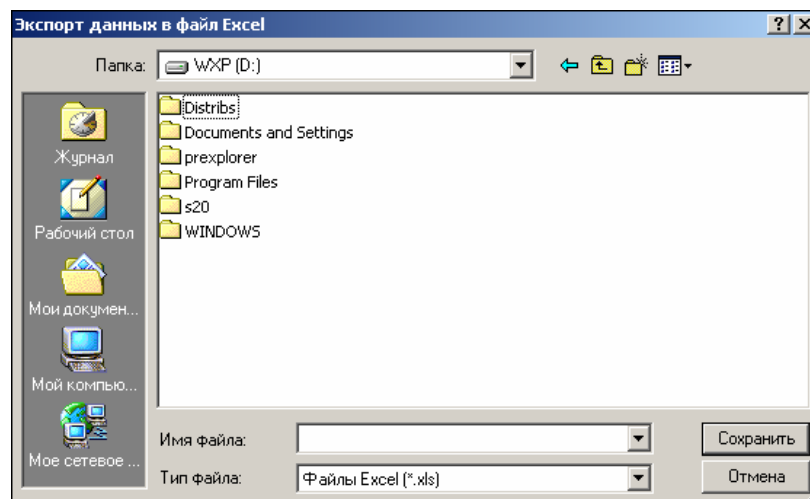 Экспорт данных в файл Excel
Папка: WXP (D:)
Журнал
Рабочий стол
Мои докумен...
Мой компью...
Мое сетевое ...
Distribs
Documents and Settings
prexplorer
Program Files
s20
WINDOWS
Имя файла:
Сохранить
Тип файла: Файлы Excel (*.xls)
Отмена